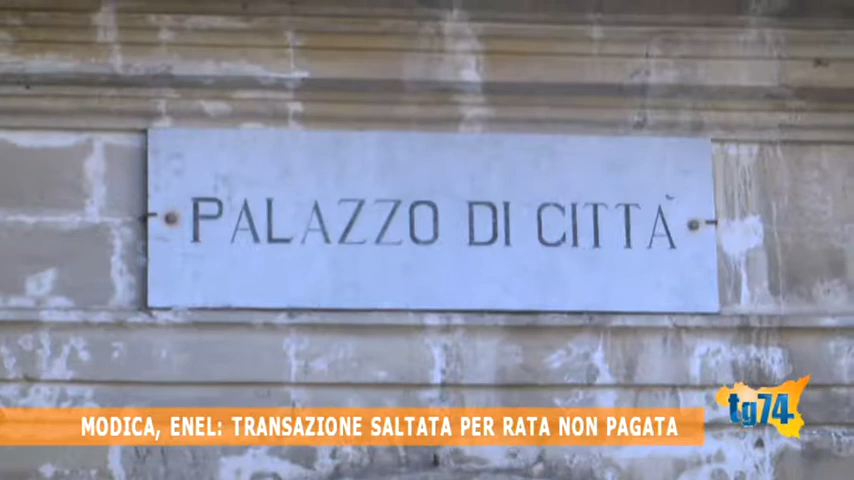 PALAZZO DI CITTÀ
tg74
MODICA, ENEL: TRANSAZIONE SALTATA PER RATA NON PAGATA